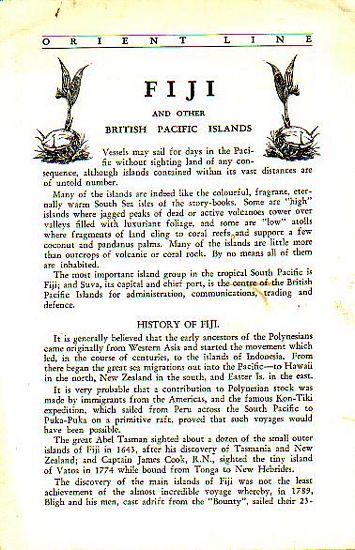 ORIENT LINE
FIJI
AND OTHER
BRITISH PACIFIC ISLANDS
Vessels may sail for days in the Paci-
fic without sighting land of any con-
sequence, although islands contained within its vast distances are
of untold number.
Many of the islands are indeed like the colourful, fragrant, eter-
nally warm South Sea isles of the story-books. Some are "high"
islands where jagged peaks of dead or active volcanoes tower over
valleys filled with luxuriant foliage, and some are "low" atolls
where fragments of land cling to coral reefs and support a few
coconut and pandanus palms. Many of the islands are little more
than outcrops of volcanic or coral rock. By no means all of them
are inhabited.
The most important island group in the tropical South Pacific is
Fiji; and Suva, its capital and chief port, is the centre of the British
Pacific Islands for administration, communications, trading and
defence.
HISTORY OF FIJI.
It is generally believed that the early ancestors of the Polynesians
came originally from Western Asia and started the movement which
led, in the course of centuries, to the islands of Indonesia. From
there began the great sea migrations out into the Pacific—to Hawaii
in the north, New Zealand in the south, and Easter Is. in the east.
It is very probable that a contribution to Polynesian stock was
made by immigrants from the Americas, and the famous Kon-Tiki
expedition, which sailed from Peru across the South Pacific to
Puka-Puka on a primitive raft, proved that such voyages would
have been possible.
The great Abel Tasman sighted about a dozen of the small outer
islands of Fiji in 1643, after his discovery of Tasmania and New
Zealand; and Captain James Cook, R.N., sighted the tiny island
of Vatoa in 1774 while bound from Tonga to New Hebrides.
The discovery of the main islands of Fiji was not the least
achievement of the almost incredible voyage whereby, in 1789,
Bligh and his men, cast adrift from the "Bounty", sailed their 23-